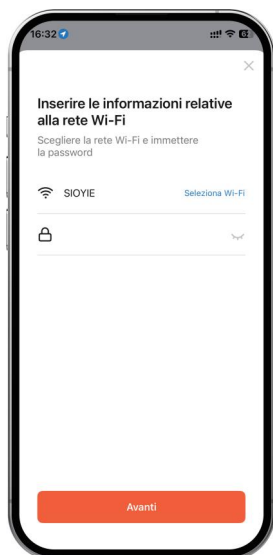 16:32
Inserire le informazioni relative
alla rete Wi-Fi
Scegliere la rete Wi-Fi e immettere
la password
SIOYIE
Seleziona Wi-Fi
Avanti